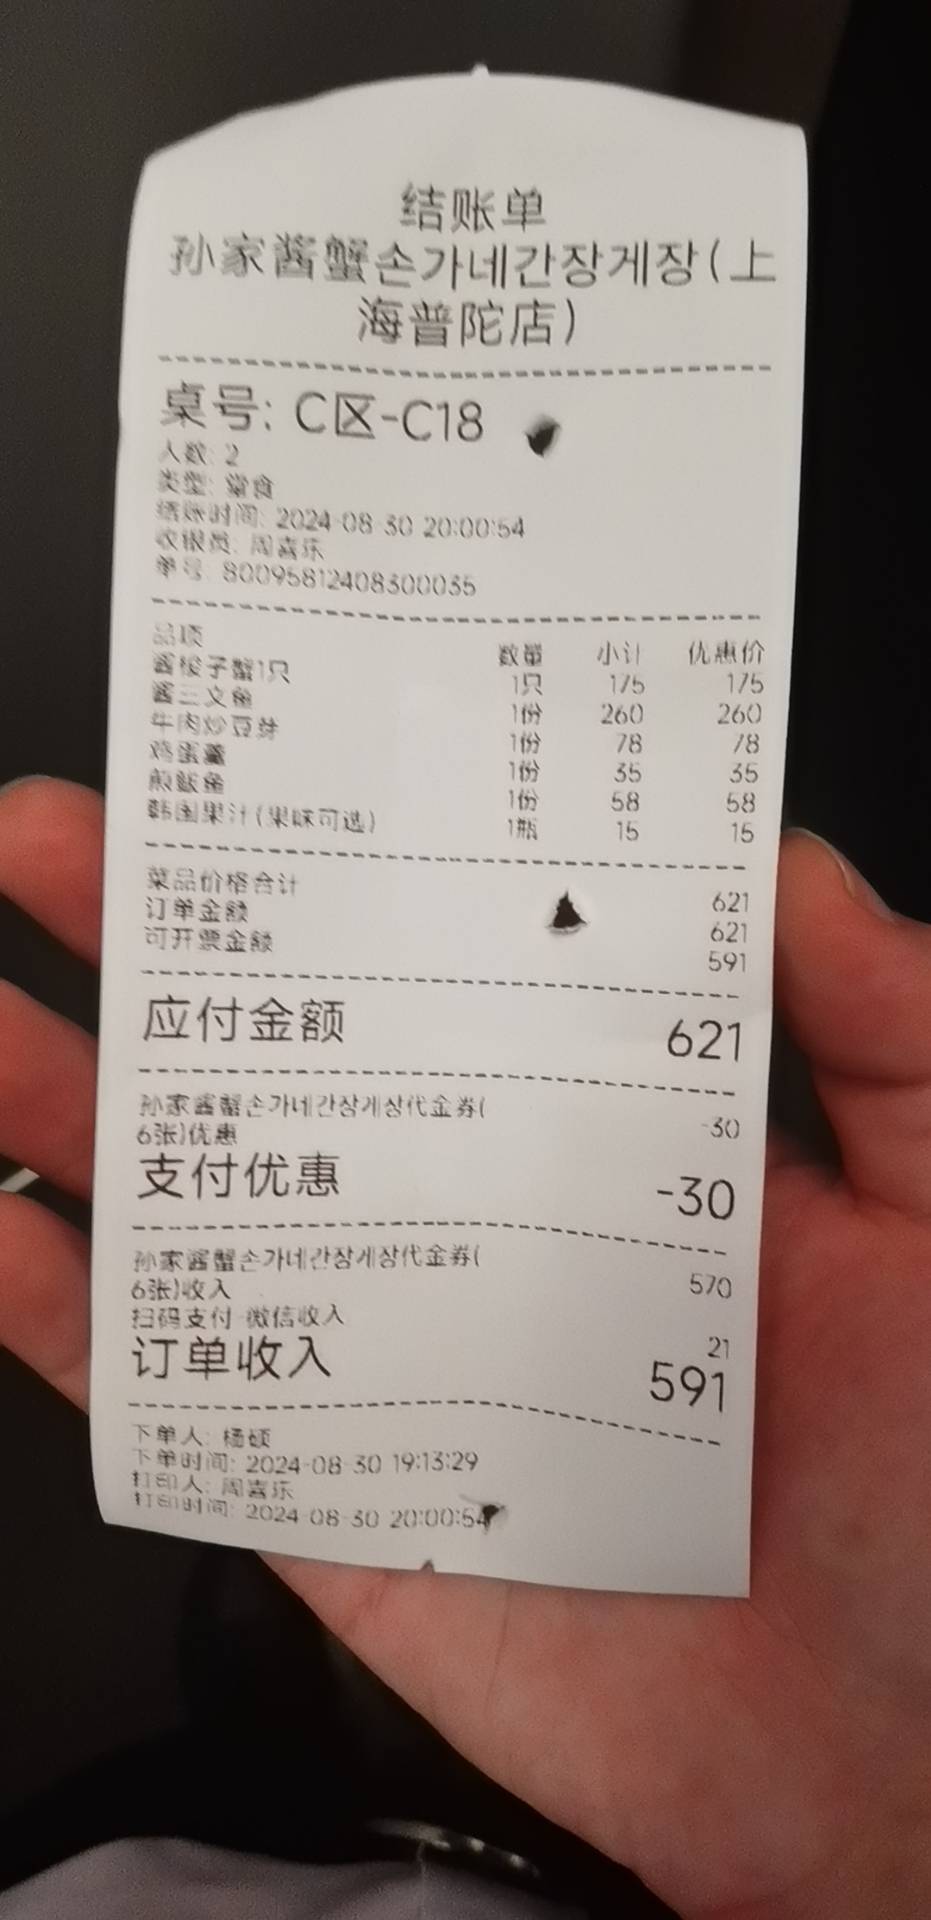 结账单
孙家酱蟹손가네간장게장(上
海普陀店)
桌号: C区-C18
人数: 2
类型: 堂食
结账时间: 2024-08-30 20:00:54
收银员: 周喜乐
单号: 80095812408300035
品项 数量 小计 优惠价
酱梭子蟹1只 1只 175 175
酱三文鱼 1份 260 260
牛肉炒豆芽 1份 78 78
鸡蛋羹 1份 35 35
煎鲅鱼 1份 58 58
韩国果汁(果味可选) 1瓶 15 15
菜品价格合计 621
订单金额 621
可开票金额 591
应付金额 621
孙家酱蟹손가네간장게장代金券(
6张)优惠 -30
支付优惠 -30
孙家酱蟹손가네간장게장代金券(
6张)收入 570
扫码支付-微信收入 21
订单收入 591
下单人: 杨硕
下单时间: 2024-08-30 19:13:29
打印人: 周喜乐
打印时间: 2024-08-30 20:00:54